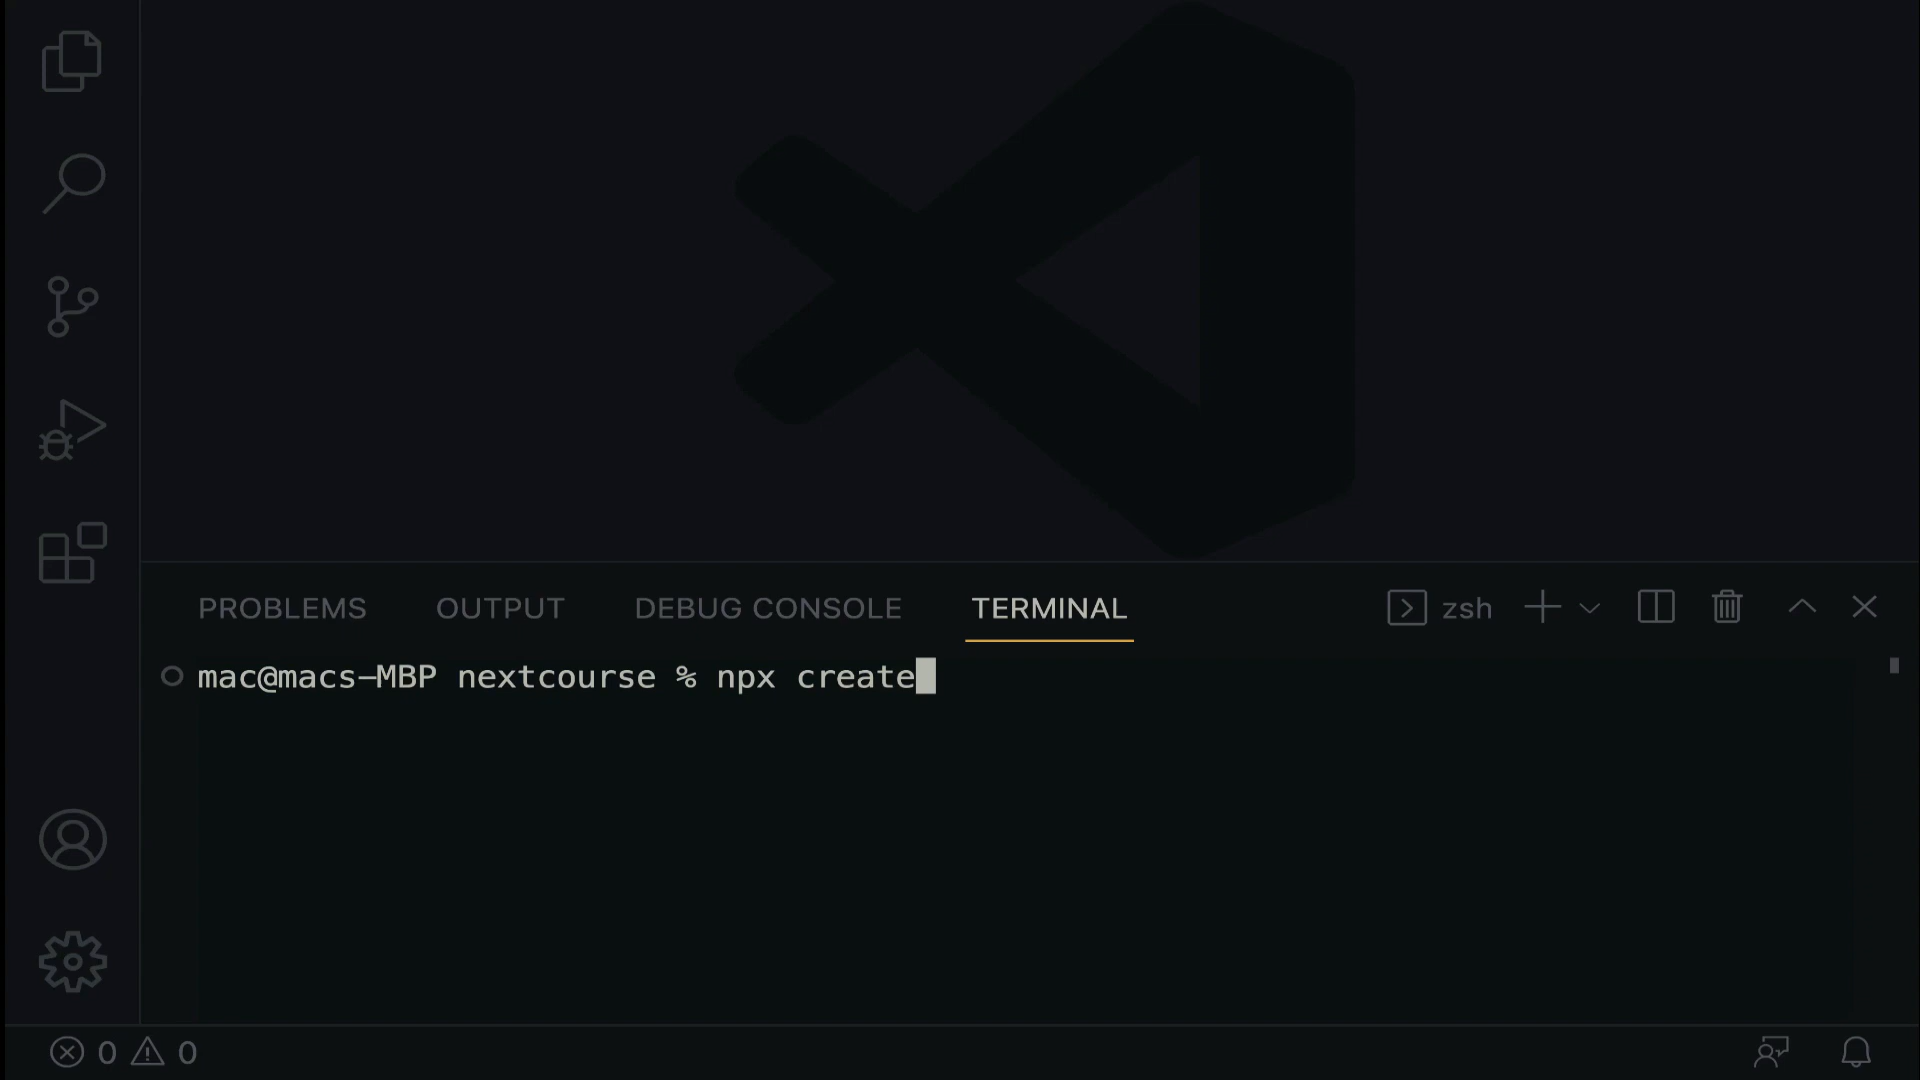 PROBLEMS OUTPUT DEBUG CONSOLE TERMINAL zsh
mac@macs-MBP nextcourse % npx create
0 0